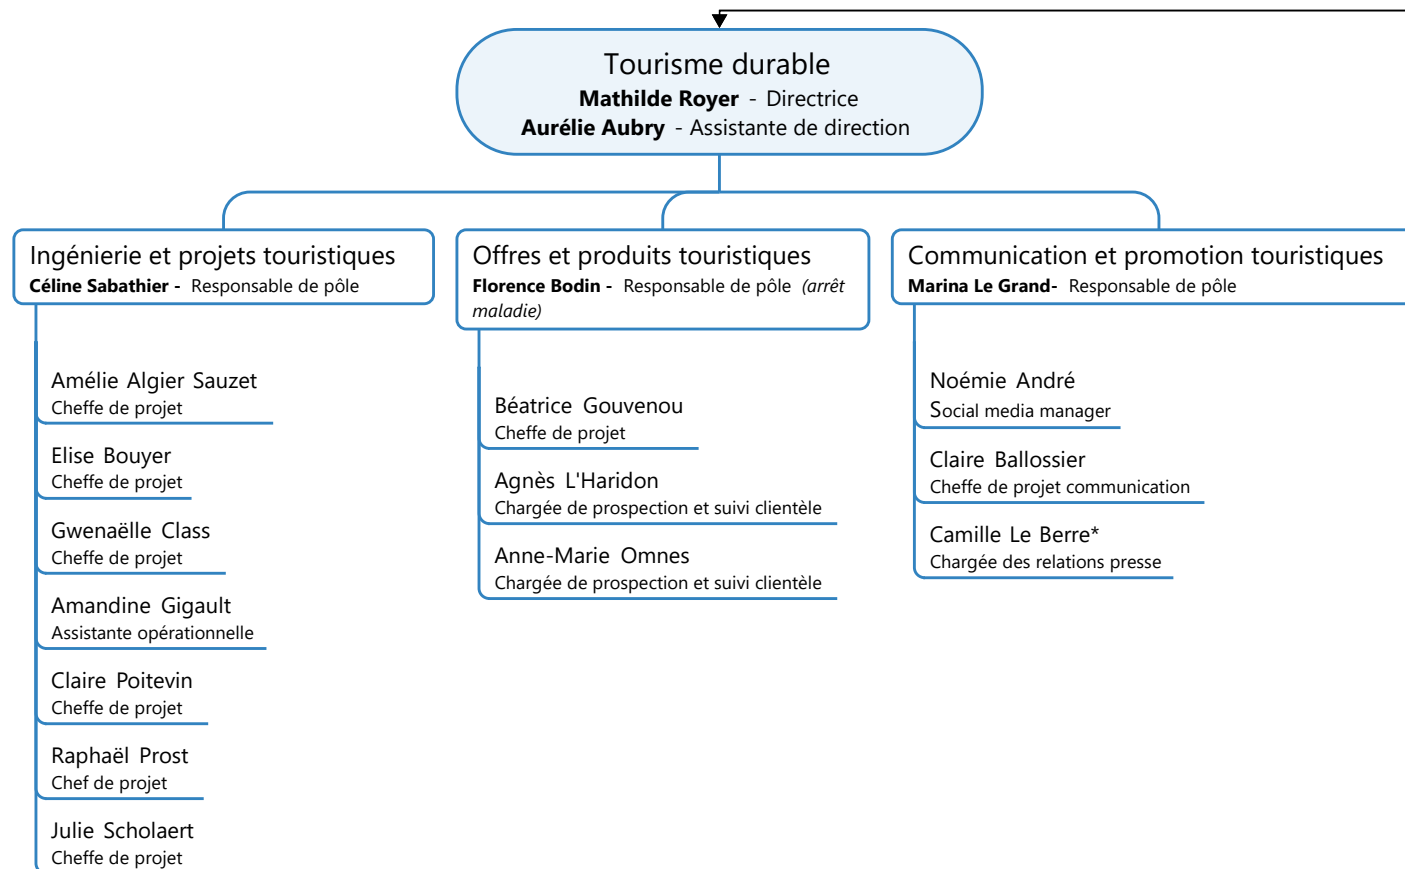 Tourisme durable
Mathilde Royer - Directrice
Aurélie Aubry - Assistante de direction
Ingénierie et projets touristiques
Céline Sabathier - Responsable de pôle
Amélie Algier Sauzet
Cheffe de projet
Elise Bouyer
Cheffe de projet
Gwenaëlle Class
Cheffe de projet
Amandine Gigault
Assistante opérationnelle
Claire Poitevin
Cheffe de projet
Raphaël Prost
Chef de projet
Julie Scholaert
Cheffe de projet
Offres et produits touristiques
Florence Bodin - Responsable de pôle (arrêt
maladie)
Béatrice Gouvenou
Cheffe de projet
Agnès L'Haridon
Chargée de prospection et suivi clientèle
Anne-Marie Omnes
Chargée de prospection et suivi clientèle
Communication et promotion touristiques
Marina Le Grand- Responsable de pôle
Noémie André
Social media manager
Claire Ballossier
Cheffe de projet communication
Camille Le Berre*
Chargée des relations presse